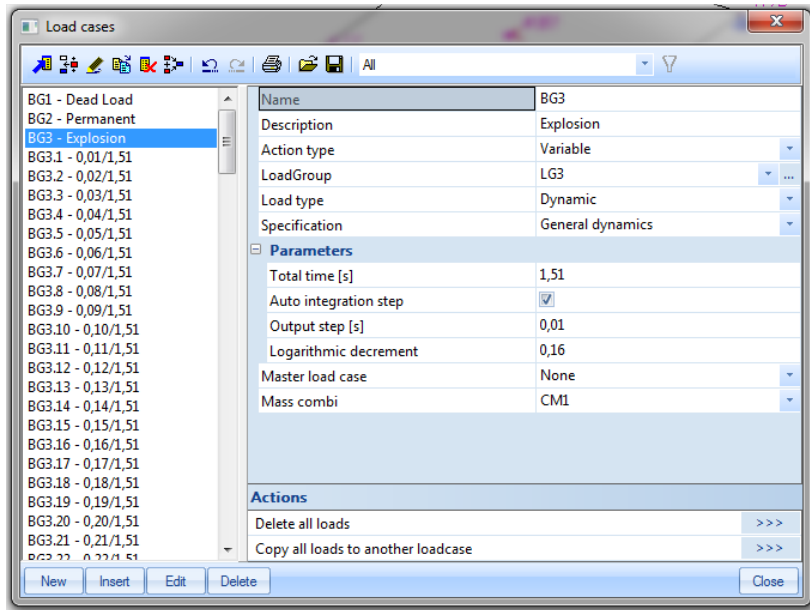 Load cases
All
BG1 - Dead Load
BG2 - Permanent
BG3 - Explosion
BG3.1 - 0,01/1,51
BG3.2 - 0,02/1,51
BG3.3 - 0,03/1,51
BG3.4 - 0,04/1,51
BG3.5 - 0,05/1,51
BG3.6 - 0,06/1,51
BG3.7 - 0,07/1,51
BG3.8 - 0,08/1,51
BG3.9 - 0,09/1,51
BG3.10 - 0,10/1,51
BG3.11 - 0,11/1,51
BG3.12 - 0,12/1,51
BG3.13 - 0,13/1,51
BG3.14 - 0,14/1,51
BG3.15 - 0,15/1,51
BG3.16 - 0,16/1,51
BG3.17 - 0,17/1,51
BG3.18 - 0,18/1,51
BG3.19 - 0,19/1,51
BG3.20 - 0,20/1,51
BG3.21 - 0,21/1,51
BG3.22 - 0,22/1,51
Name BG3
Description Explosion
Action type Variable
LoadGroup LG3 ...
Load type Dynamic
Specification General dynamics
Parameters
Total time [s] 1,51
Auto integration step
Output step [s] 0,01
Logarithmic decrement 0,16
Master load case None
Mass combi CM1
Actions
Delete all loads >>>
Copy all loads to another loadcase >>>
New Insert Edit Delete Close